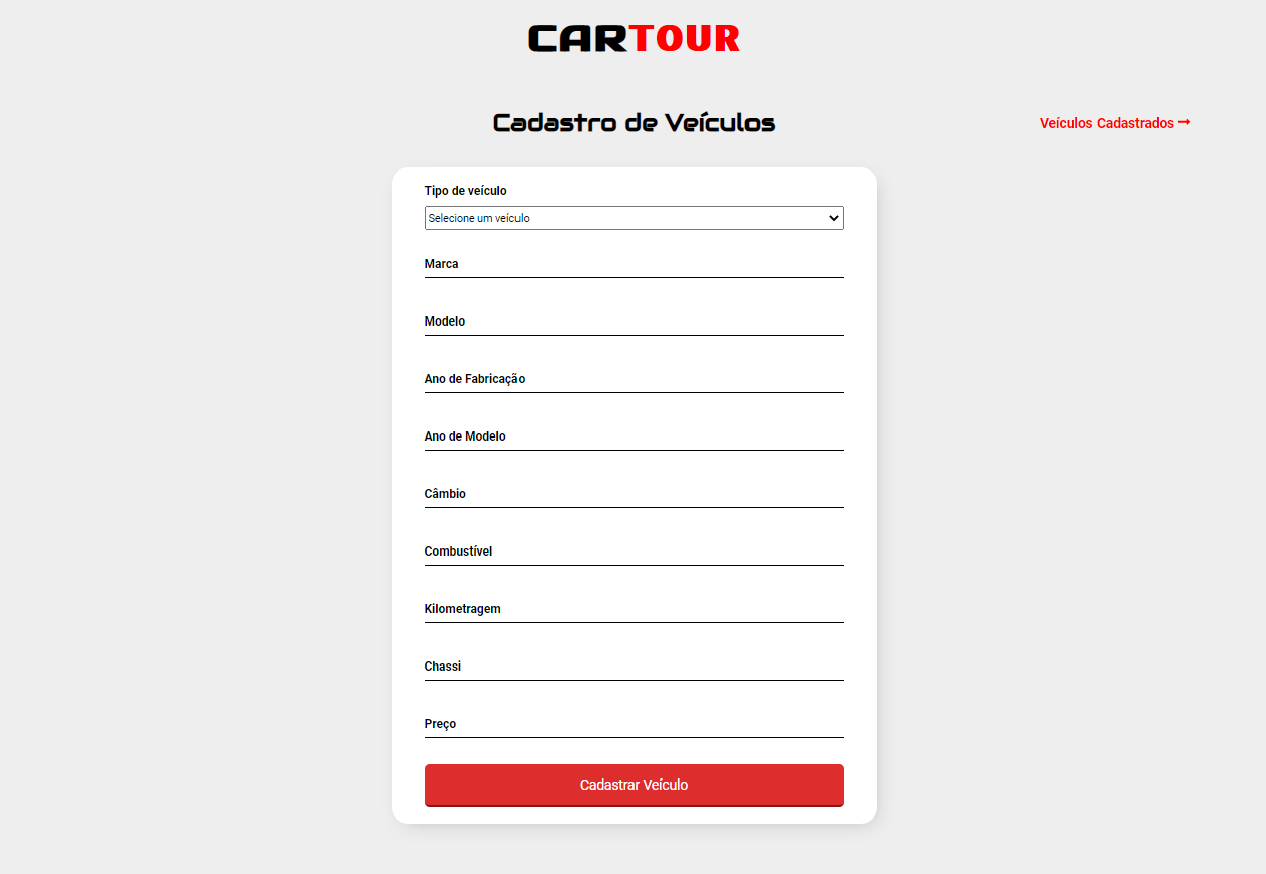 CARTOUR
Cadastro de Veículos
Veículos Cadastrados →
Tipo de veículo
Selecione um veículo
Marca
Modelo
Ano de Fabricação
Ano de Modelo
Câmbio
Combustível
Kilometragem
Chassi
Preço
Cadastrar Veículo